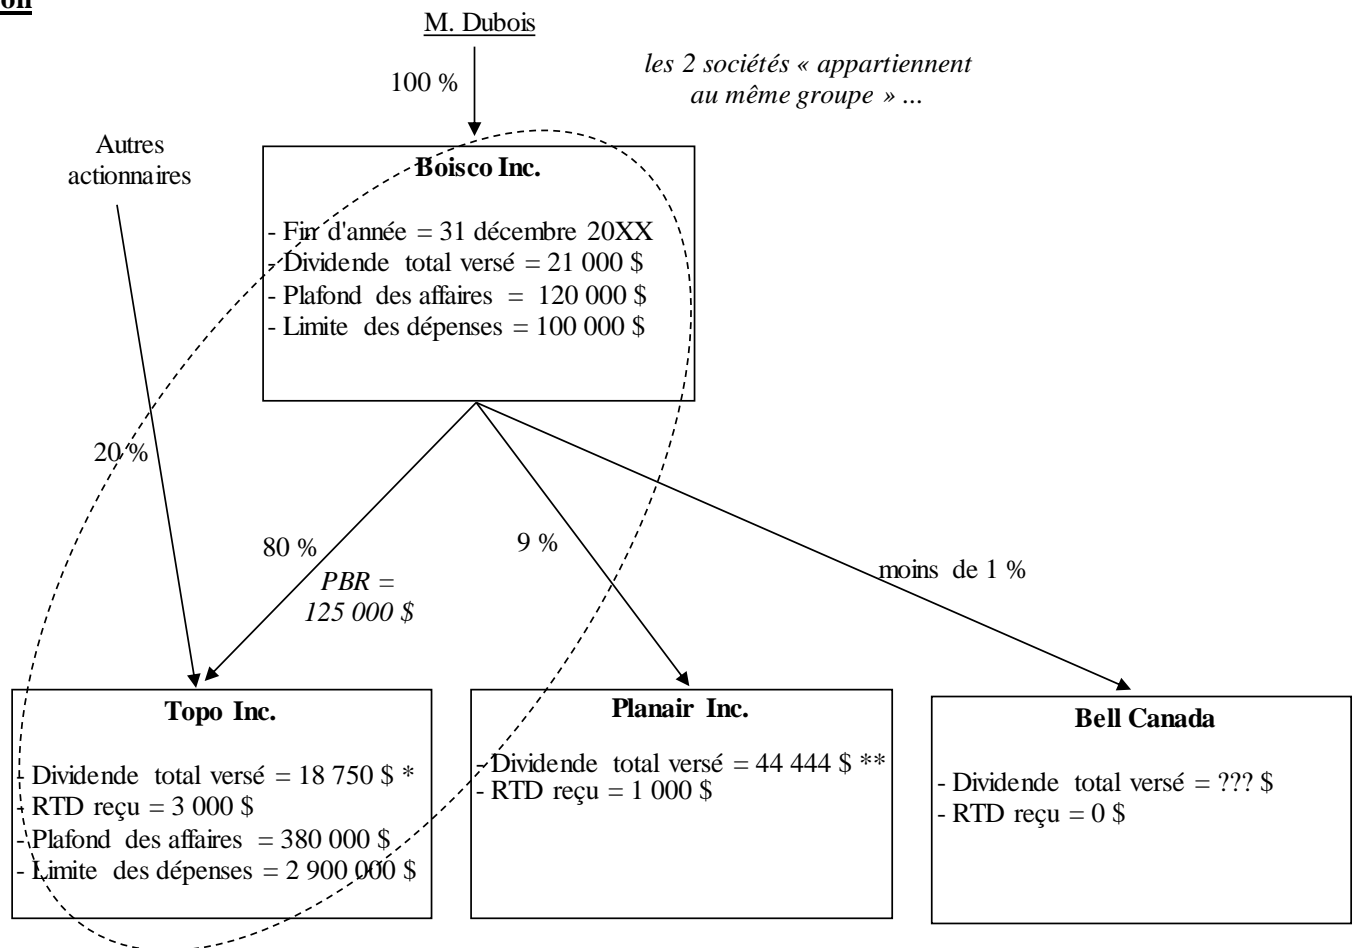 on
M. Dubois
100 %
les 2 sociétés « appartiennent
au même groupe » ...
Autres
actionnaires
Boisco Inc.
- Fin d'année = 31 décembre 20XX
- Dividende total versé = 21 000 $
- Plafond des affaires = 120 000 $
- Limite des dépenses = 100 000 $
20 %
80 %
PBR =
125 000 $
9 %
moins de 1 %
Topo Inc.
- Dividende total versé = 18 750 $ *
- RTD reçu = 3 000 $
- Plafond des affaires = 380 000 $
- Limite des dépenses = 2 900 000 $
Planair Inc.
- Dividende total versé = 44 444 $ **
- RTD reçu = 1 000 $
Bell Canada
- Dividende total versé = ??? $
- RTD reçu = 0 $